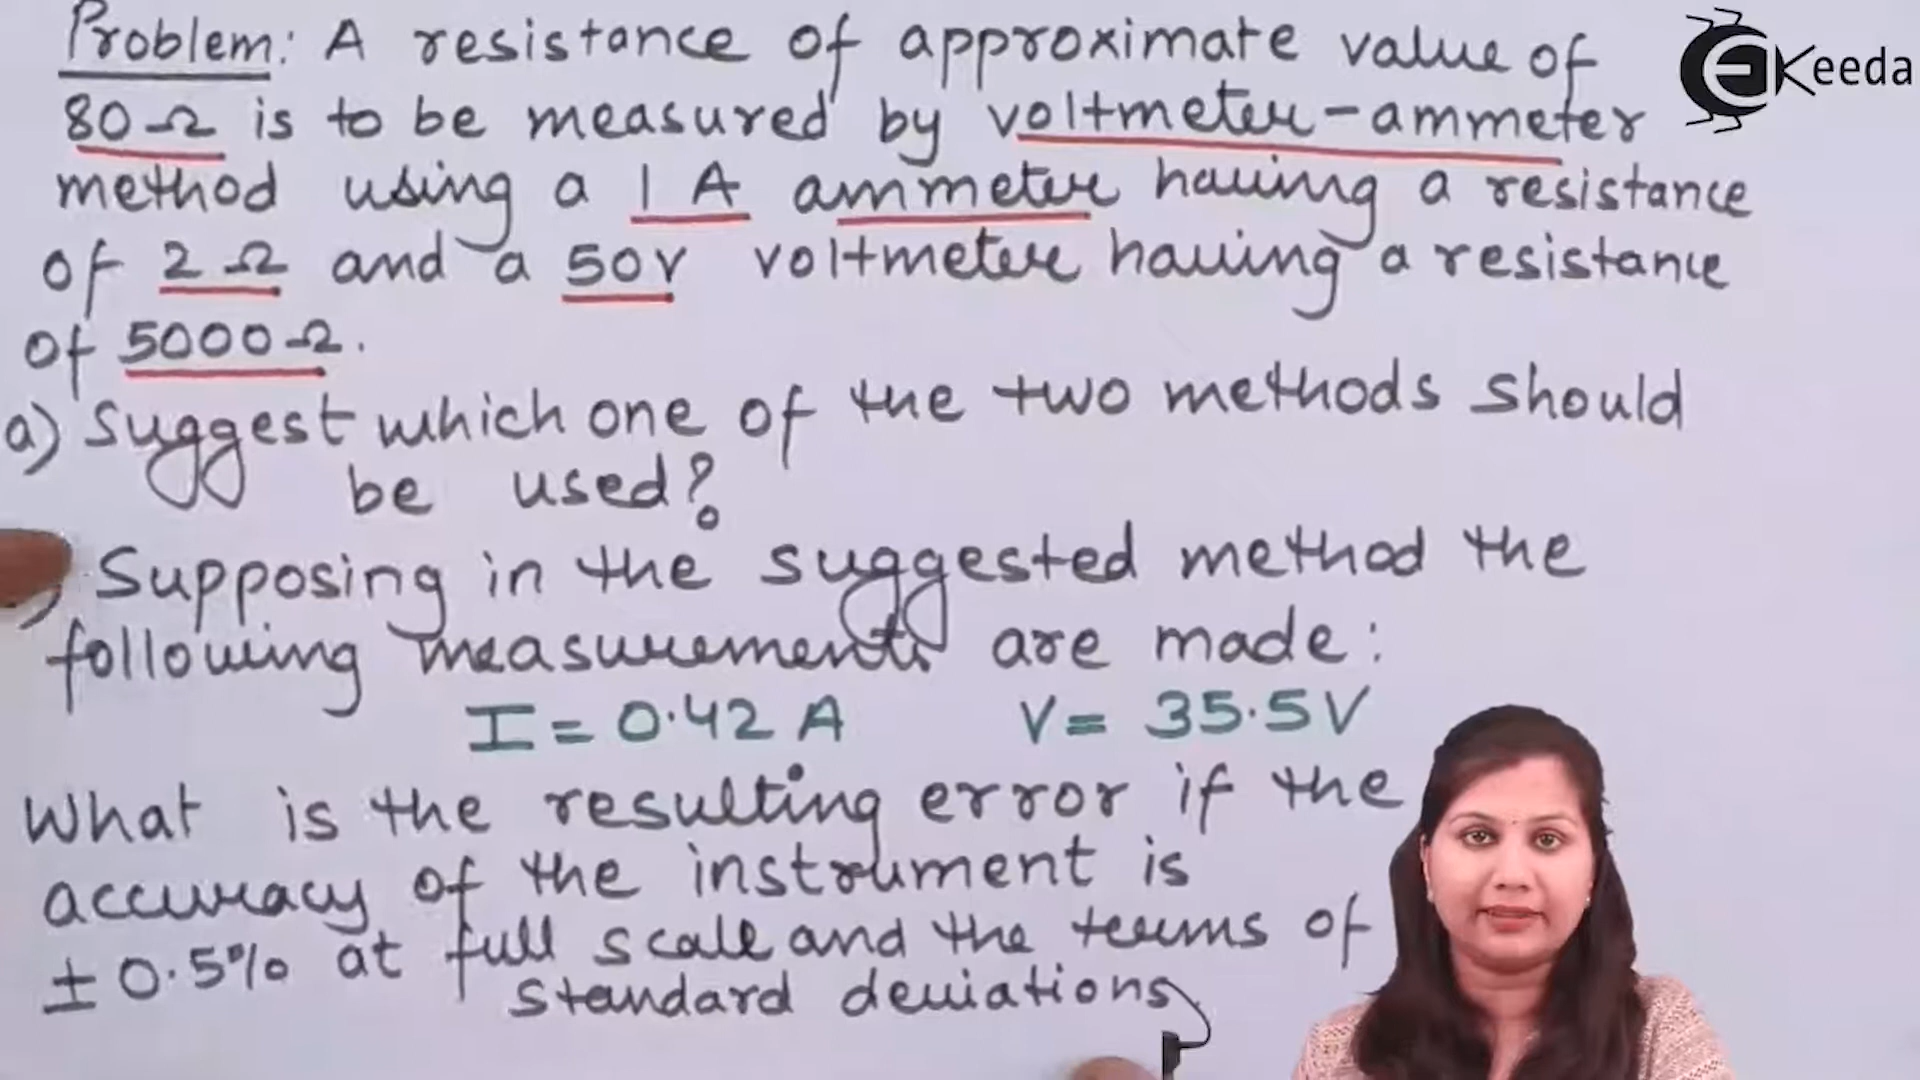 Problem: A resistance of approximate value of
80Ω is to be measured by voltmeter-ammeter
method using a 1 A ammeter having a resistance
of 2Ω and a 50V voltmeter having a resistance
of 5000Ω.
a) Suggest which one of the two methods should
be used?
Supposing in the suggested method the
following measurements are made:
I = 0.42 A V = 35.5V
What is the resulting error if the
accuracy of the instrument is
±0.5% at full scale and the terms of
standard deviations
EKeeda